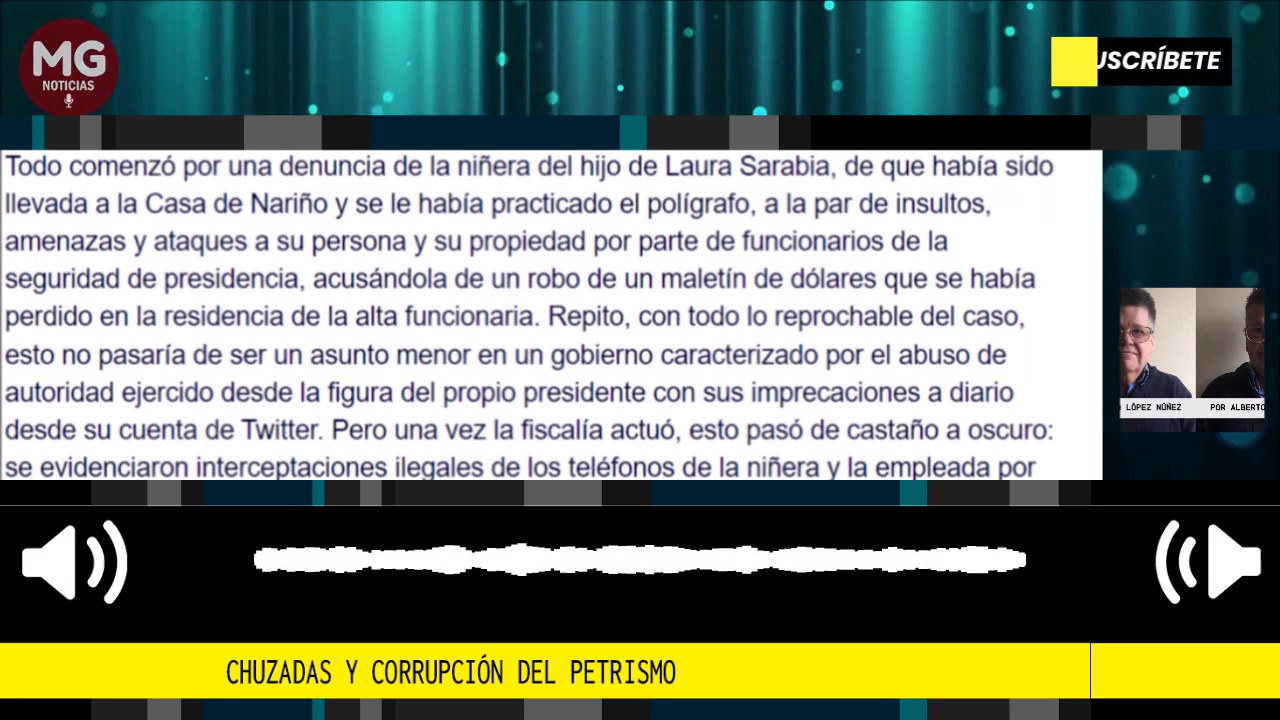 MG
NOTICIAS
USCRÍBETE
Todo comenzó por una denuncia de la niñera del hijo de Laura Sarabia, de que había sido
llevada a la Casa de Nariño y se le había practicado el polígrafo, a la par de insultos,
amenazas y ataques a su persona y su propiedad por parte de funcionarios de la
seguridad de presidencia, acusándola de un robo de un maletín de dólares que se había
perdido en la residencia de la alta funcionaria. Repito, con todo lo reprochable del caso,
esto no pasaría de ser un asunto menor en un gobierno caracterizado por el abuso de
autoridad ejercido desde la figura del propio presidente con sus imprecaciones a diario
desde su cuenta de Twitter. Pero una vez la fiscalía actuó, esto pasó de castaño a oscuro:
se evidenciaron interceptaciones ilegales de los teléfonos de la niñera y la empleada por
LÓPEZ NÚÑEZ POR ALBERTO
CHUZADAS Y CORRUPCIÓN DEL PETRISMO